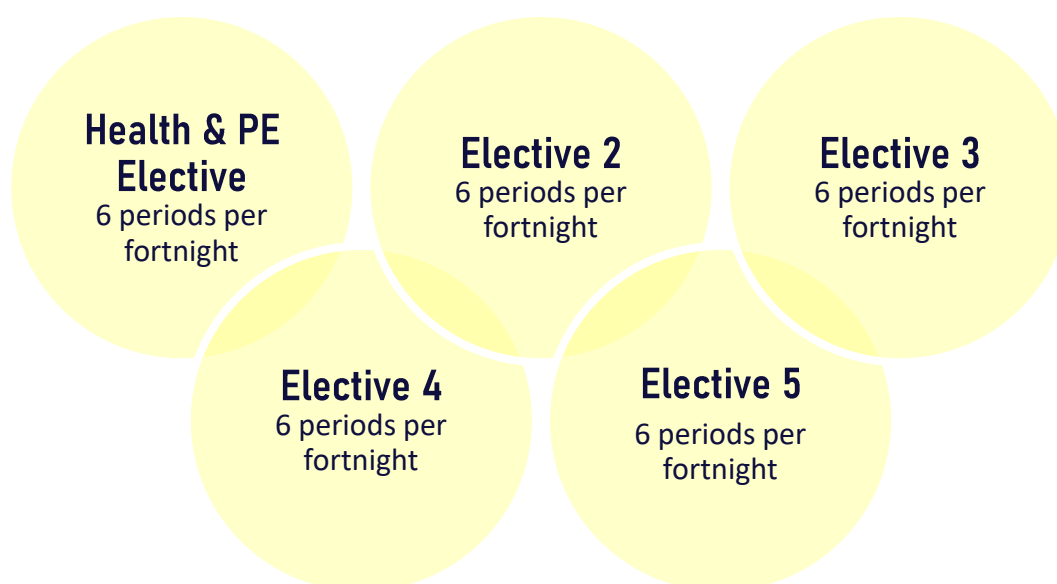 Health & PE
Elective
6 periods per
fortnight
Elective 2
6 periods per
fortnight
Elective 3
6 periods per
fortnight
Elective 4
6 periods per
fortnight
Elective 5
6 periods per
fortnight